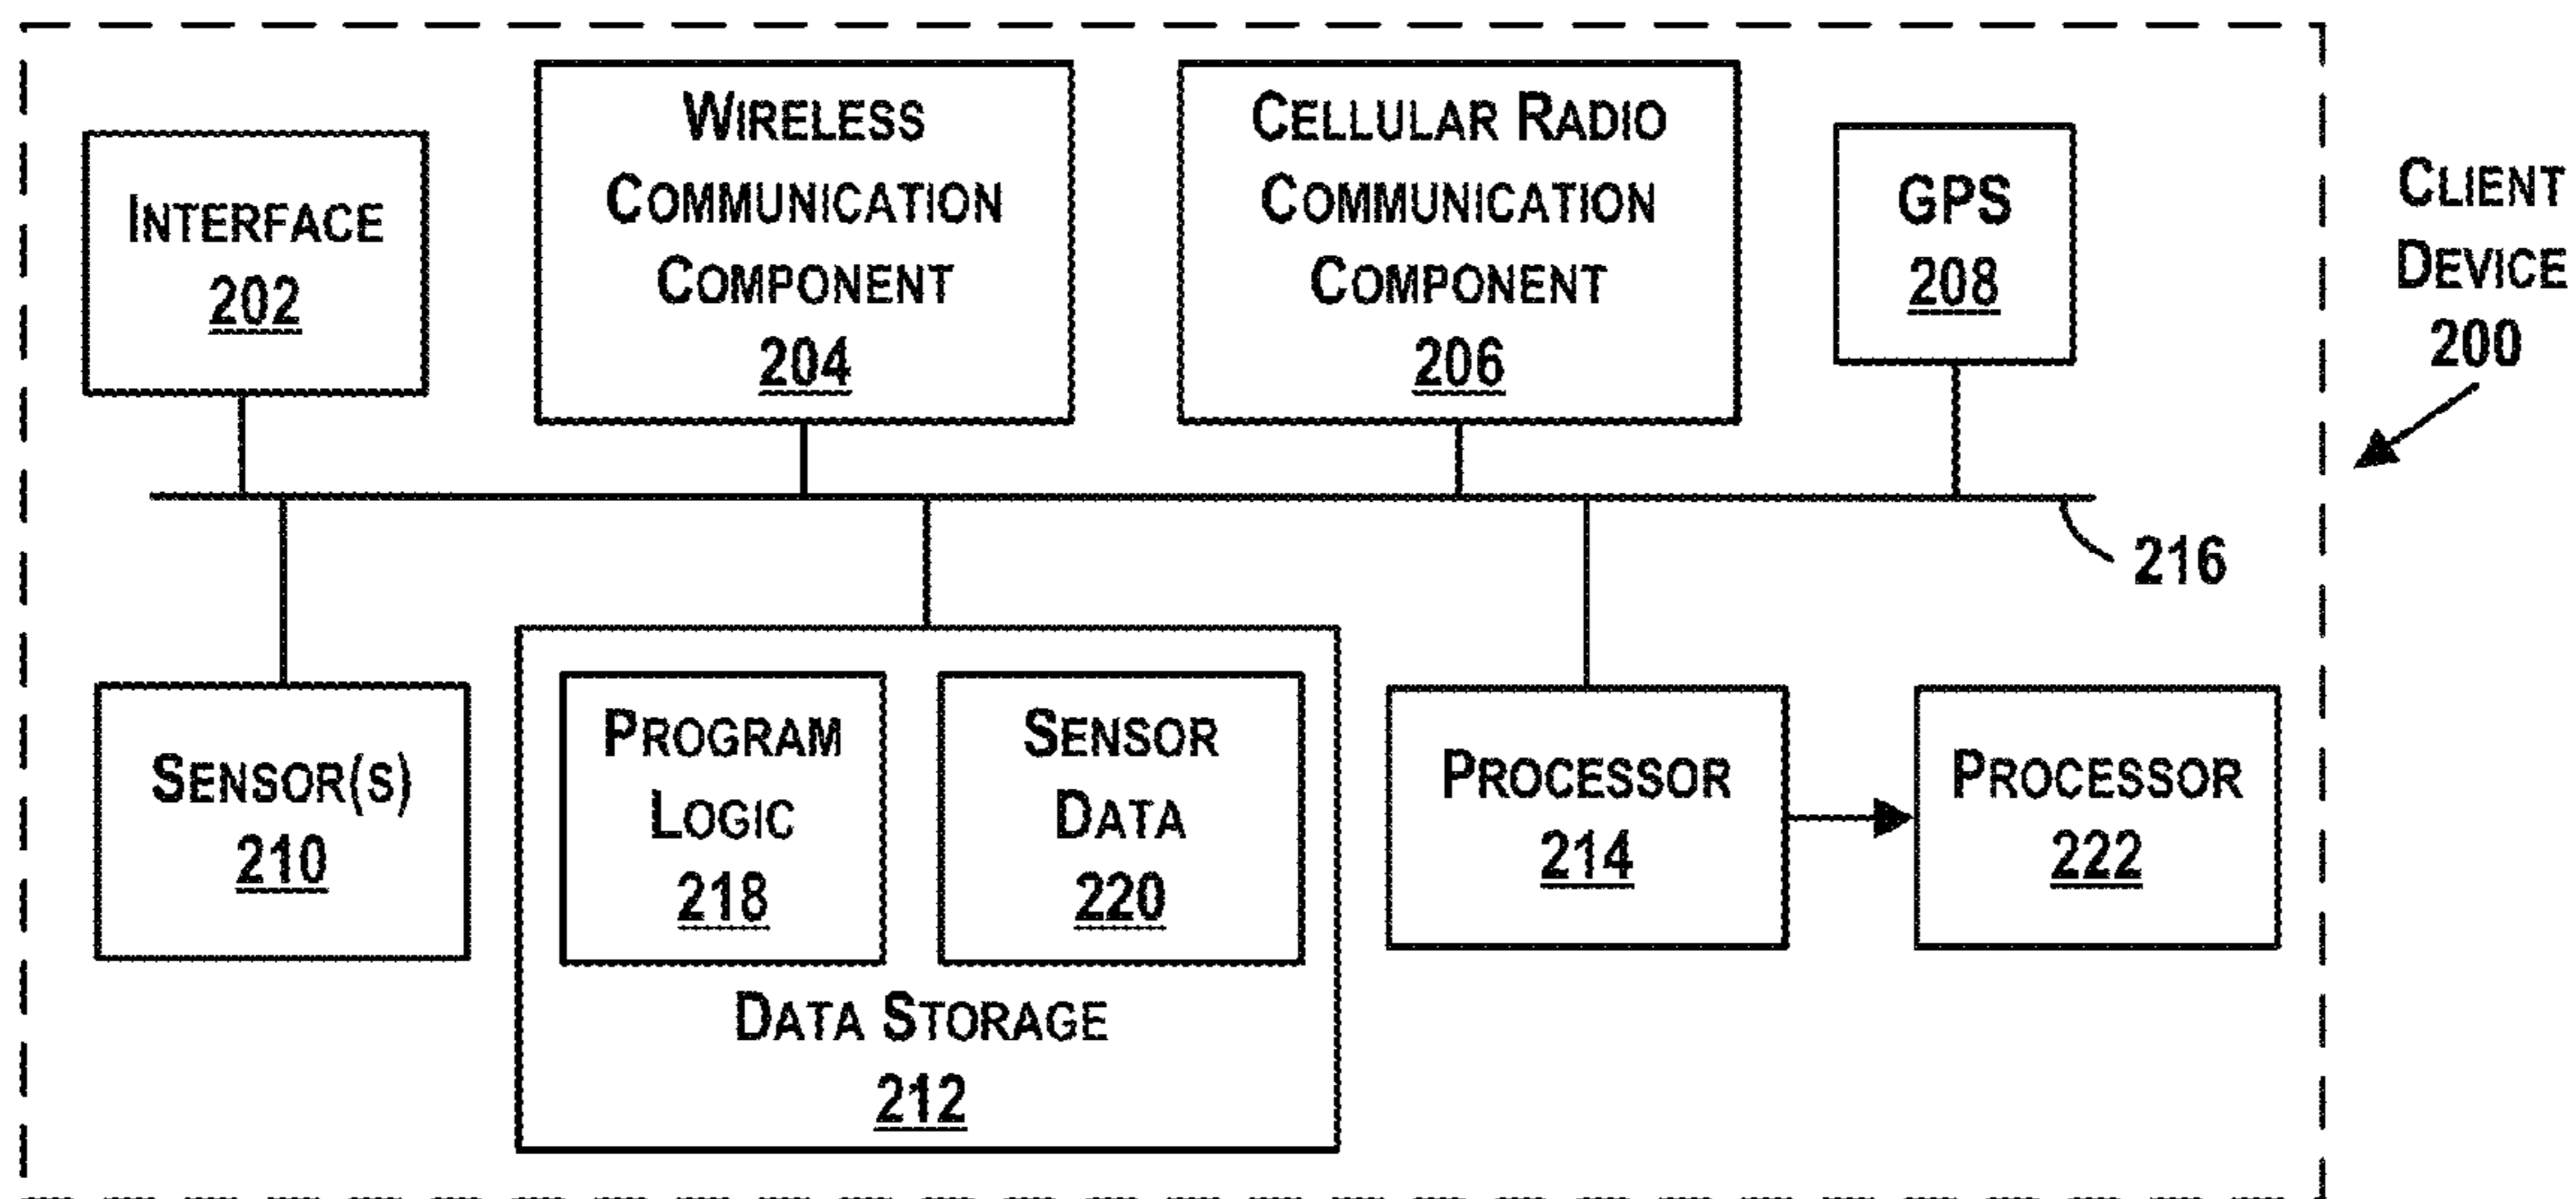 INTERFACE
202
WIRELESS
COMMUNICATION
COMPONENT
204
CELLULAR RADIO
COMMUNICATION
COMPONENT
206
GPS
208
CLIENT
DEVICE
200
216
SENSOR(S)
210
PROGRAM
LOGIC
218
SENSOR
DATA
220
DATA STORAGE
212
PROCESSOR
214
PROCESSOR
222